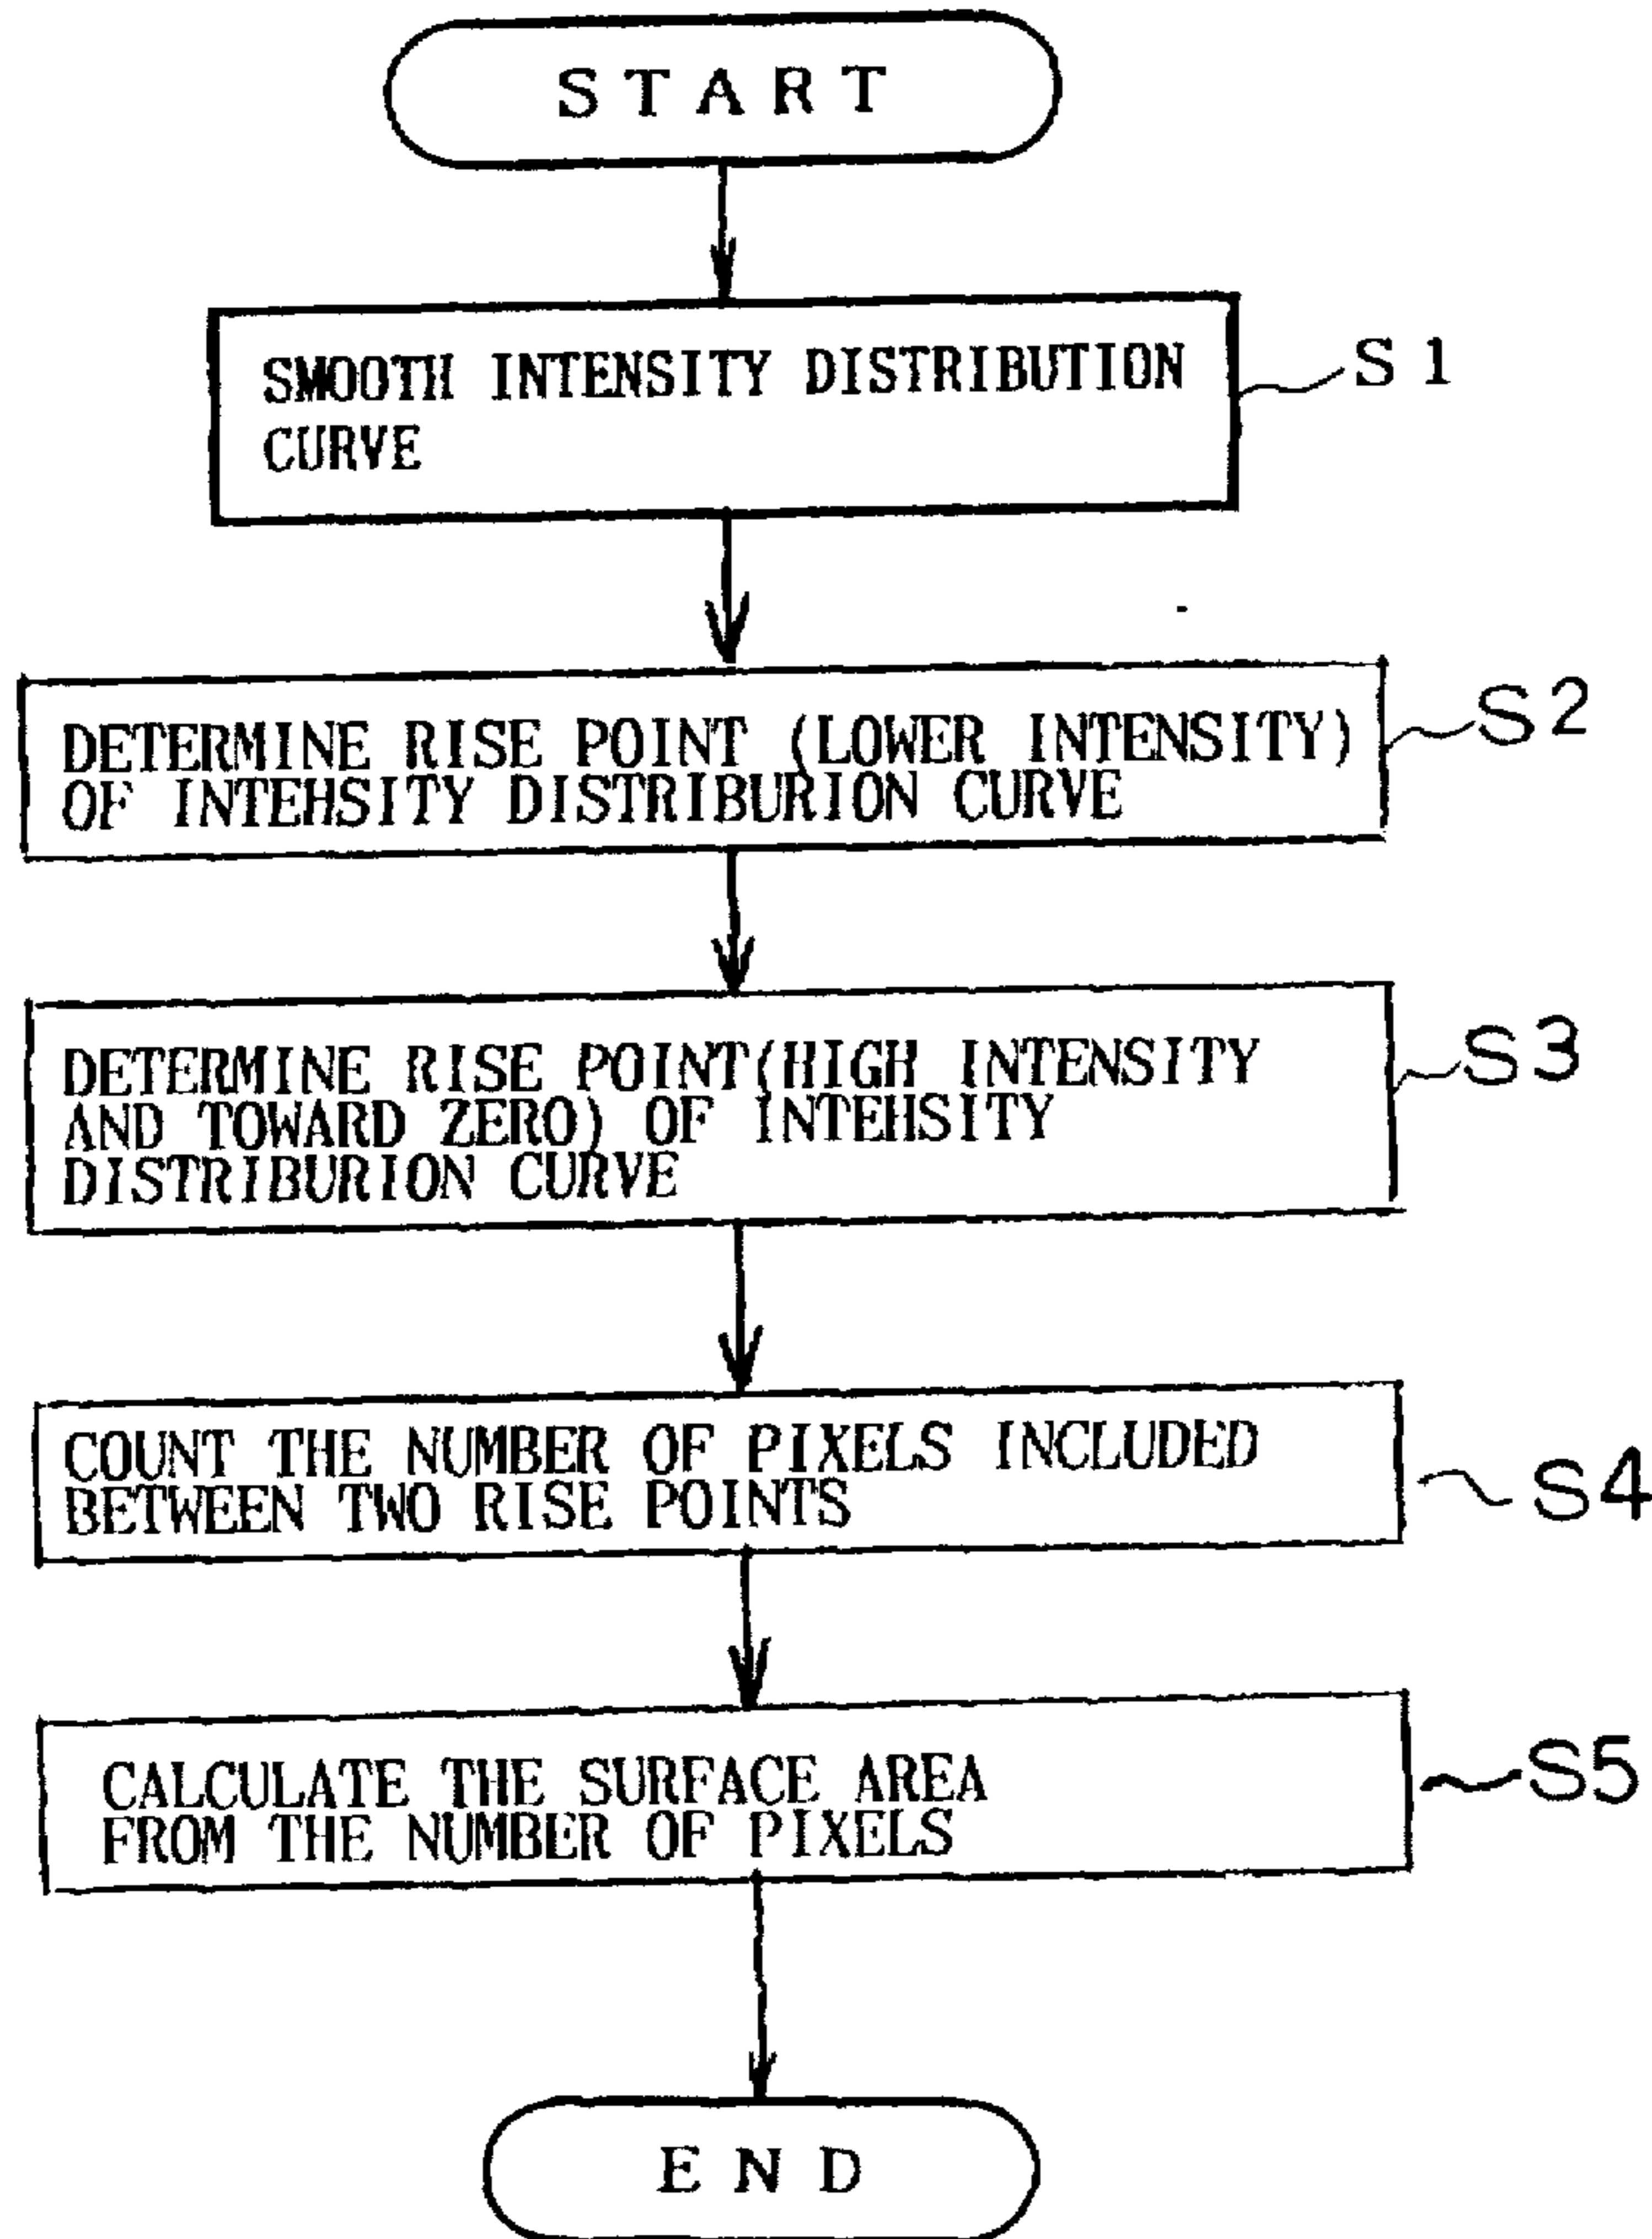 START
SMOOTH INTENSITY DISTRIBUTION
CURVE
S1
DETERMINE RISE POINT (LOWER INTENSITY)
OF INTEHSITY DISTRIBURION CURVE
S2
DETERMINE RISE POINT(HIGH INTENSITY
AND TOWARD ZERO) OF INTEHSITY
DISTRIBURION CURVE
S3
COUNT THE NUMBER OF PIXELS INCLUDED
BETWEEN TWO RISE POINTS
S4
CALCULATE THE SURFACE AREA
FROM THE NUMBER OF PIXELS
S5
END